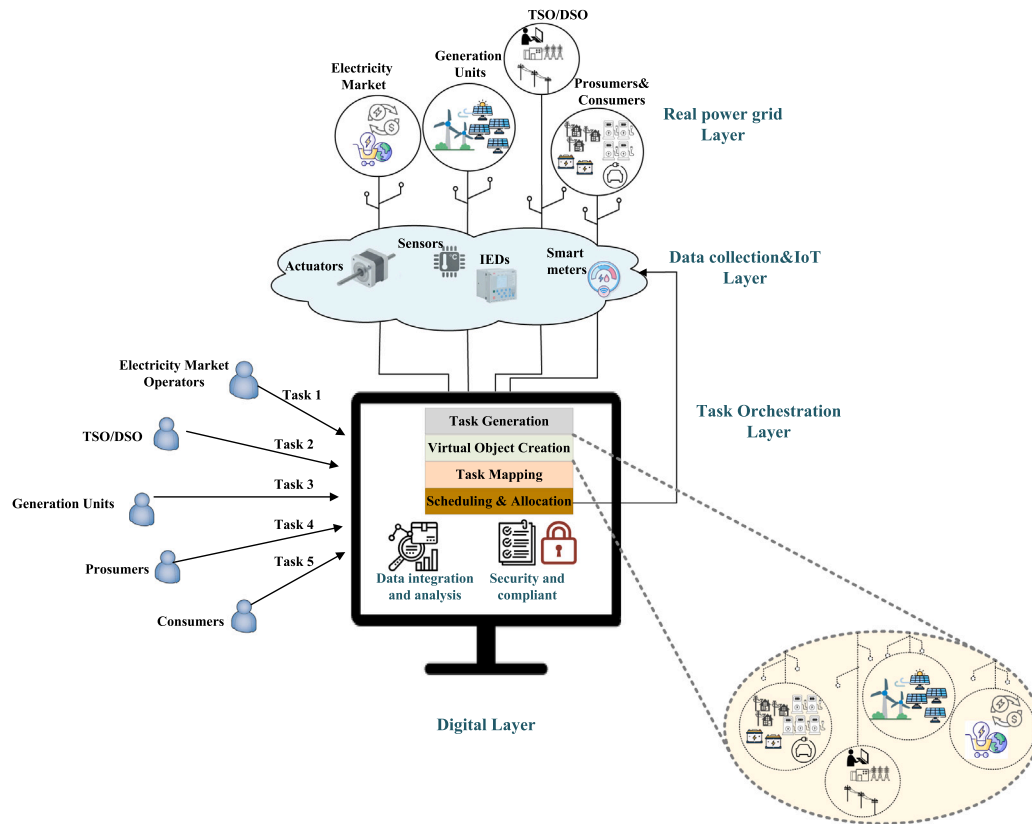 TSO/DSO
Generation
Units
Electricity
Market
Prosumers&
Consumers
Real power grid
Layer
Sensors
Actuators
IEDs
Smart
meters
°C
Data collection&IoT
Layer
Electricity Market
Operators
Task 1
TSO/DSO
Task 2
Generation Units
Task 3
Prosumers
Task 4
Consumers
Task 5
Task Generation
Virtual Object Creation
Task Mapping
Scheduling & Allocation
Task Orchestration
Layer
Data integration
and analysis
Security and
compliant
Digital Layer